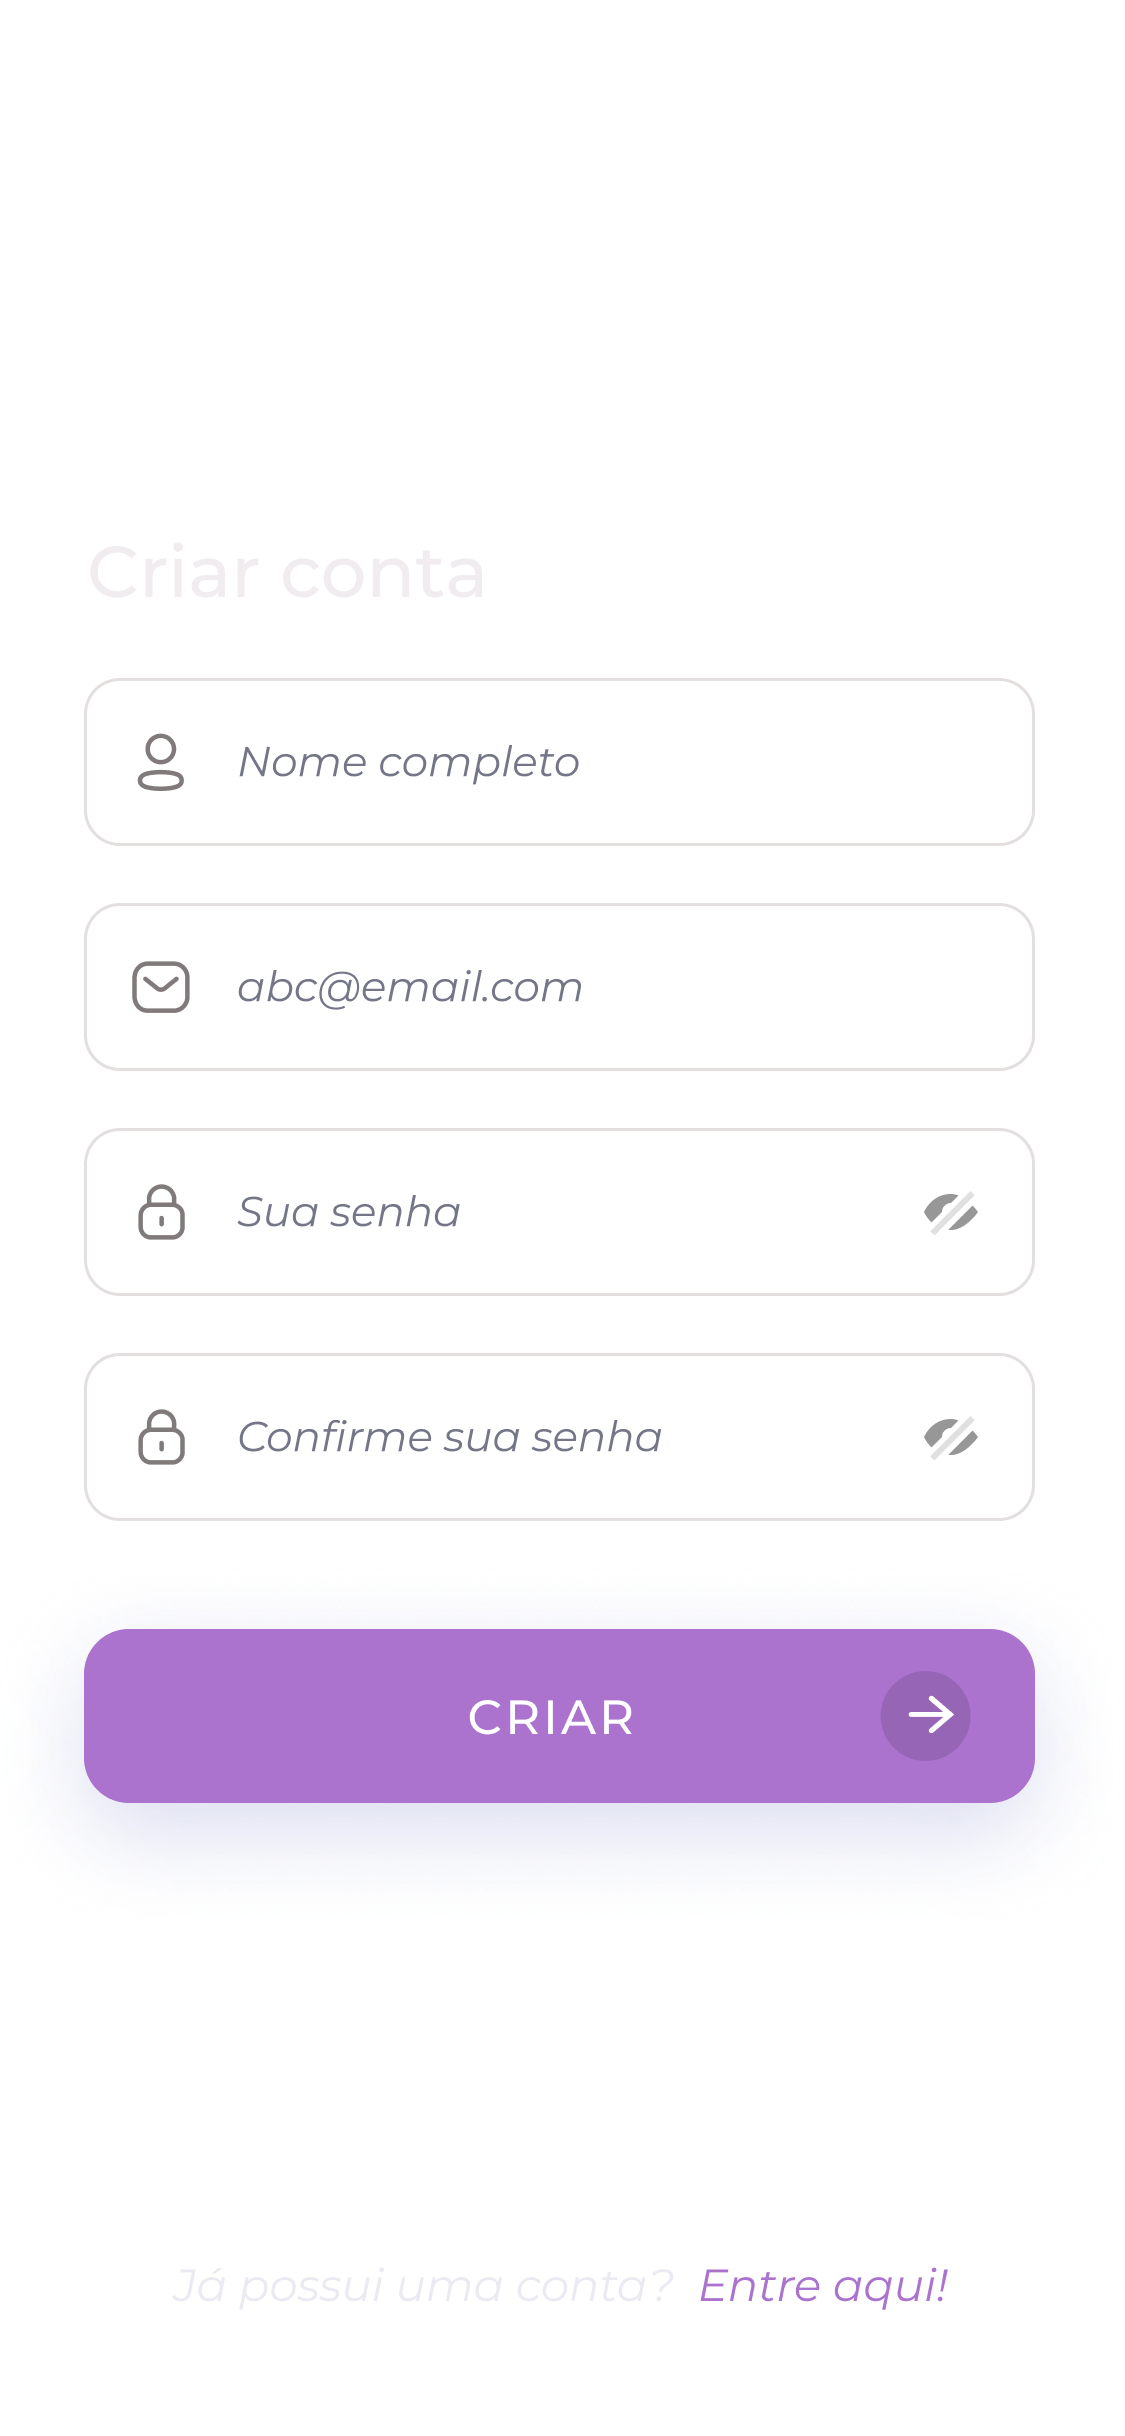 Criar conta
Nome completo
abc@email.com
Sua senha
Confirme sua senha
CRIAR
Já possui uma conta? Entre aqui!